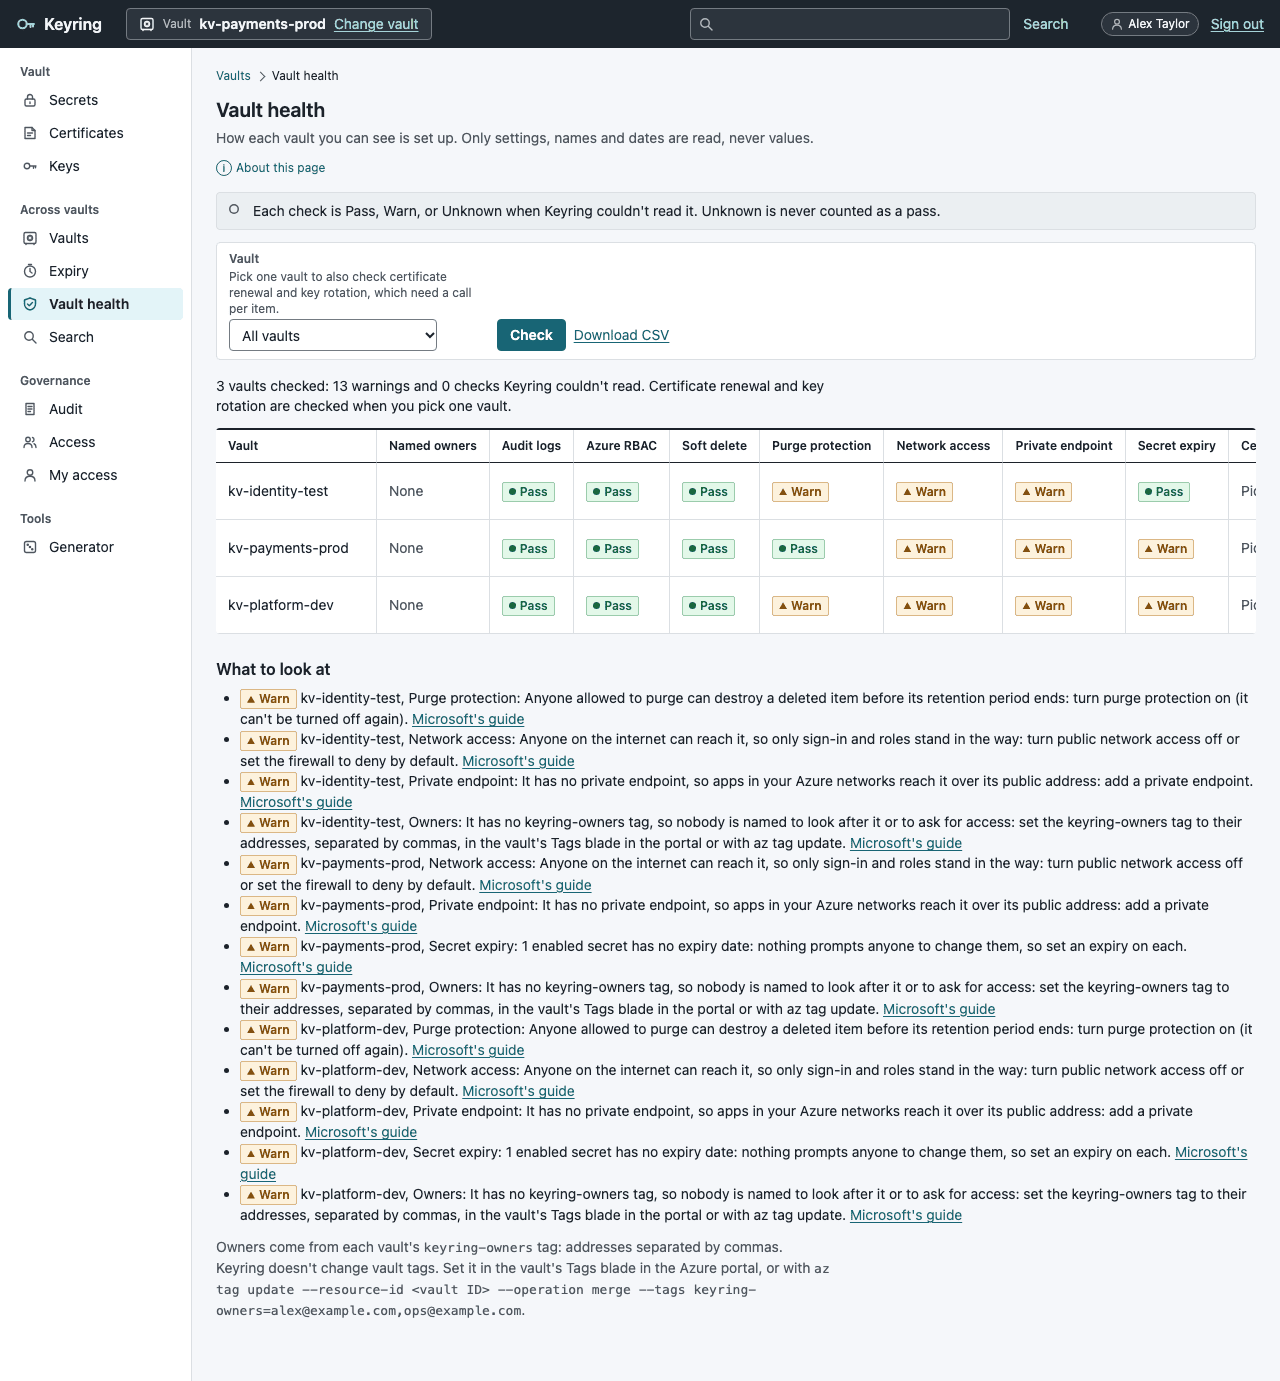 Keyring
Vault kv-payments-prod Change vault
Search
Alex Taylor
Sign out
Vault
Secrets
Certificates
Keys
Across vaults
Vaults
Expiry
Vault health
Search
Governance
Audit
Access
My access
Tools
Generator
Vaults > Vault health
Vault health
How each vault you can see is set up. Only settings, names and dates are read, never values.
About this page
Each check is Pass, Warn, or Unknown when Keyring couldn't read it. Unknown is never counted as a pass.
Vault
Pick one vault to also check certificate
renewal and key rotation, which need a call
per item.
All vaults Check Download CSV
3 vaults checked: 13 warnings and 0 checks Keyring couldn't read. Certificate renewal and key
rotation are checked when you pick one vault.
Vault Named owners Audit logs Azure RBAC Soft delete Purge protection Network access Private endpoint Secret expiry Ce
kv-identity-test None Pass Pass Pass Warn Warn Warn Pass Pic
kv-payments-prod None Pass Pass Pass Pass Warn Warn Warn Pic
kv-platform-dev None Pass Pass Pass Warn Warn Warn Warn Pic
What to look at
Warn kv-identity-test, Purge protection: Anyone allowed to purge can destroy a deleted item before its retention period ends: turn purge protection on (it
can't be turned off again). Microsoft's guide
Warn kv-identity-test, Network access: Anyone on the internet can reach it, so only sign-in and roles stand in the way: turn public network access off or
set the firewall to deny by default. Microsoft's guide
Warn kv-identity-test, Private endpoint: It has no private endpoint, so apps in your Azure networks reach it over its public address: add a private endpoint.
Microsoft's guide
Warn kv-identity-test, Owners: It has no keyring-owners tag, so nobody is named to look after it or to ask for access: set the keyring-owners tag to their
addresses, separated by commas, in the vault's Tags blade in the portal or with az tag update. Microsoft's guide
Warn kv-payments-prod, Network access: Anyone on the internet can reach it, so only sign-in and roles stand in the way: turn public network access off
or set the firewall to deny by default. Microsoft's guide
Warn kv-payments-prod, Private endpoint: It has no private endpoint, so apps in your Azure networks reach it over its public address: add a private
endpoint. Microsoft's guide
Warn kv-payments-prod, Secret expiry: 1 enabled secret has no expiry date: nothing prompts anyone to change them, so set an expiry on each.
Microsoft's guide
Warn kv-payments-prod, Owners: It has no keyring-owners tag, so nobody is named to look after it or to ask for access: set the keyring-owners tag to
their addresses, separated by commas, in the vault's Tags blade in the portal or with az tag update. Microsoft's guide
Warn kv-platform-dev, Purge protection: Anyone allowed to purge can destroy a deleted item before its retention period ends: turn purge protection on (it
can't be turned off again). Microsoft's guide
Warn kv-platform-dev, Network access: Anyone on the internet can reach it, so only sign-in and roles stand in the way: turn public network access off or
set the firewall to deny by default. Microsoft's guide
Warn kv-platform-dev, Private endpoint: It has no private endpoint, so apps in your Azure networks reach it over its public address: add a private
endpoint. Microsoft's guide
Warn kv-platform-dev, Secret expiry: 1 enabled secret has no expiry date: nothing prompts anyone to change them, so set an expiry on each. Microsoft's
guide
Warn kv-platform-dev, Owners: It has no keyring-owners tag, so nobody is named to look after it or to ask for access: set the keyring-owners tag to their
addresses, separated by commas, in the vault's Tags blade in the portal or with az tag update. Microsoft's guide
Owners come from each vault's keyring-owners tag: addresses separated by commas.
Keyring doesn't change vault tags. Set it in the vault's Tags blade in the Azure portal, or with az
tag update --resource-id <vault ID> --operation merge --tags keyring-
owners=alex@example.com,ops@example.com.